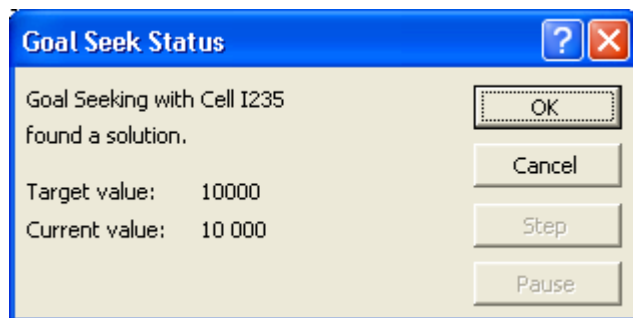 Goal Seek Status
?
Goal Seeking with Cell I235
found a solution.
Target value: 10000
Current value: 10 000
OK
Cancel
Step
Pause